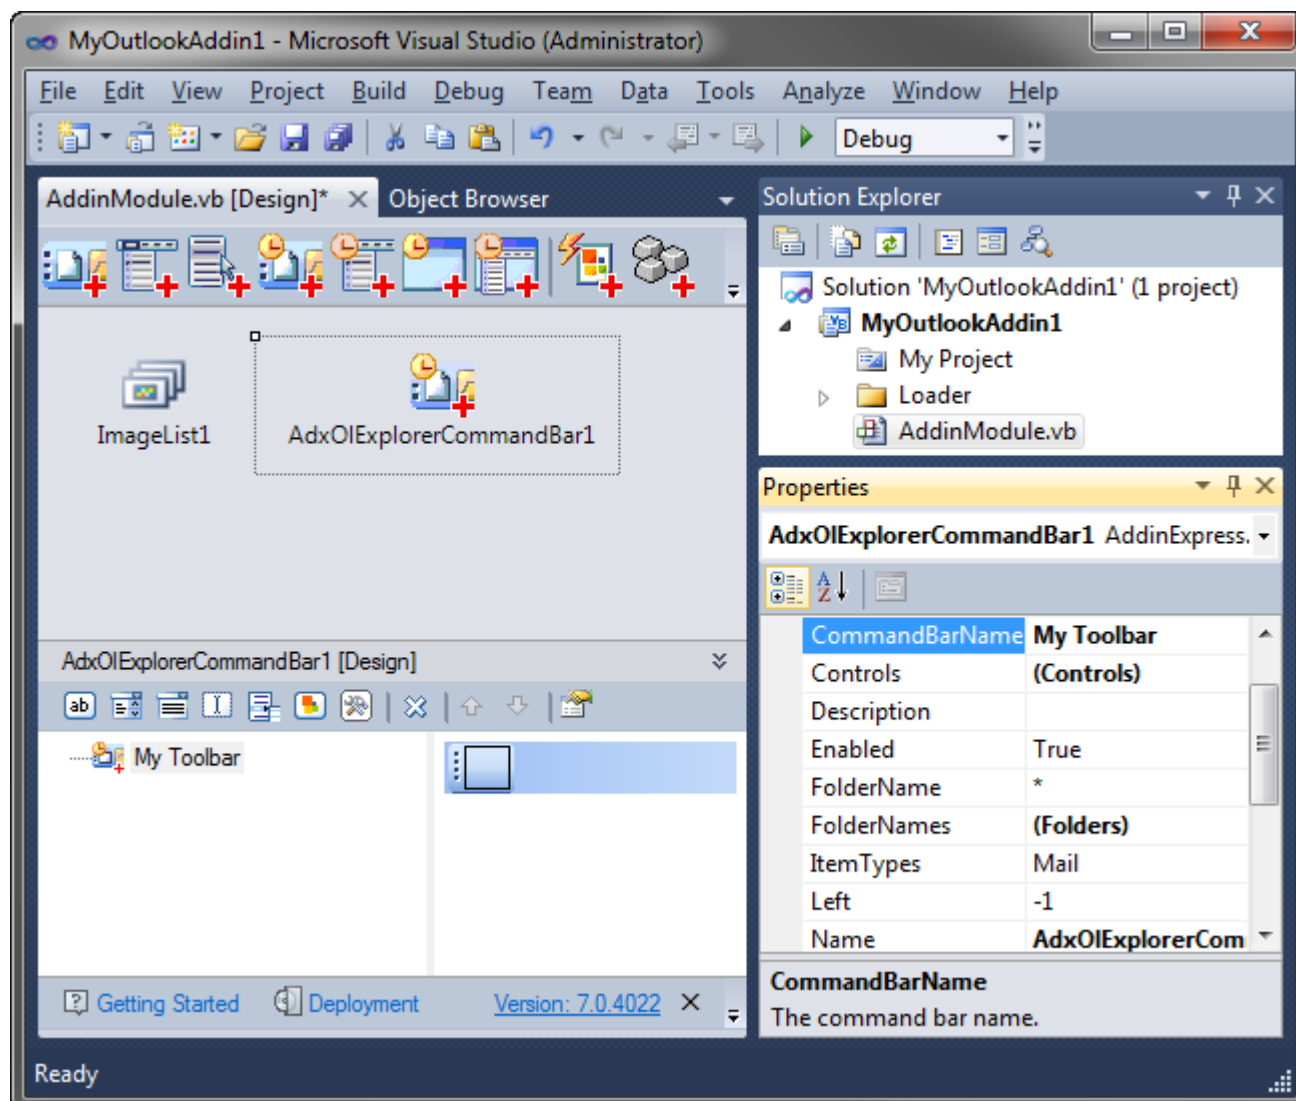 MyOutlookAddin1 - Microsoft Visual Studio (Administrator)
File Edit View Project Build Debug Team Data Tools Analyze Window Help
Debug
AddinModule.vb [Design]* Object Browser
ImageList1
AdxOlExplorerCommandBar1
AdxOlExplorerCommandBar1 [Design]
ab
My Toolbar
Getting Started Deployment Version: 7.0.4022
Solution Explorer
Solution 'MyOutlookAddin1' (1 project)
VB MyOutlookAddin1
My Project
Loader
AddinModule.vb
Properties
AdxOlExplorerCommandBar1 AddinExpress.
A
Z
CommandBarName My Toolbar
Controls (Controls)
Description
Enabled True
FolderName *
FolderNames (Folders)
ItemTypes Mail
Left -1
Name AdxOlExplorerCom
CommandBarName
The command bar name.
Ready